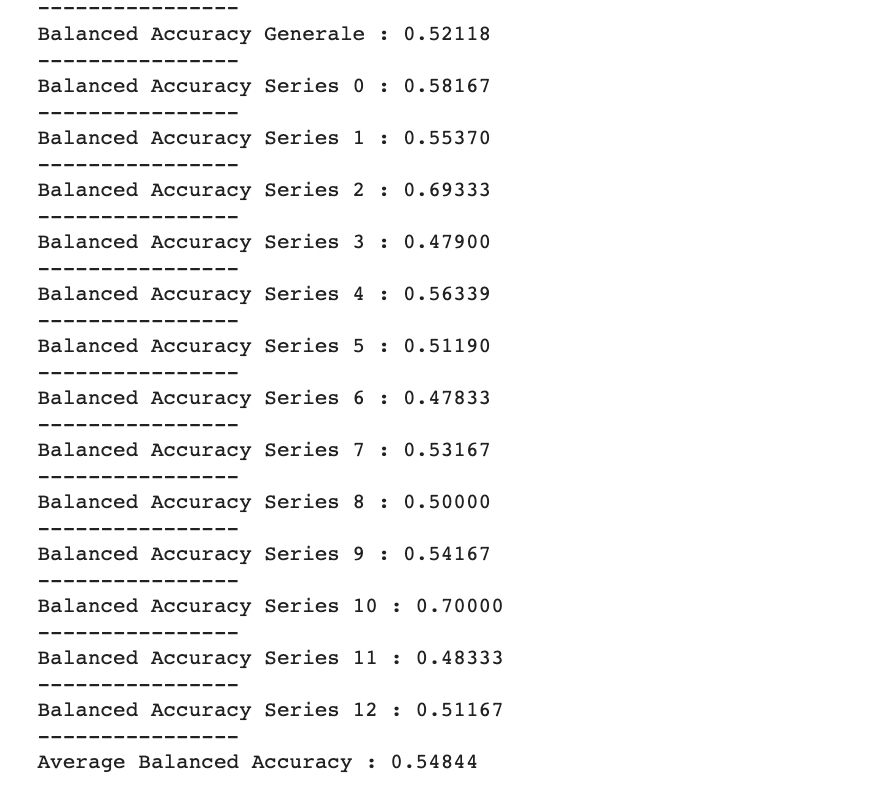 ----------------
Balanced Accuracy Generale : 0.52118
----------------
Balanced Accuracy Series 0 : 0.58167
----------------
Balanced Accuracy Series 1 : 0.55370
----------------
Balanced Accuracy Series 2 : 0.69333
----------------
Balanced Accuracy Series 3 : 0.47900
----------------
Balanced Accuracy Series 4 : 0.56339
----------------
Balanced Accuracy Series 5 : 0.51190
----------------
Balanced Accuracy Series 6 : 0.47833
----------------
Balanced Accuracy Series 7 : 0.53167
----------------
Balanced Accuracy Series 8 : 0.50000
----------------
Balanced Accuracy Series 9 : 0.54167
----------------
Balanced Accuracy Series 10 : 0.70000
----------------
Balanced Accuracy Series 11 : 0.48333
----------------
Balanced Accuracy Series 12 : 0.51167
----------------
Average Balanced Accuracy : 0.54844